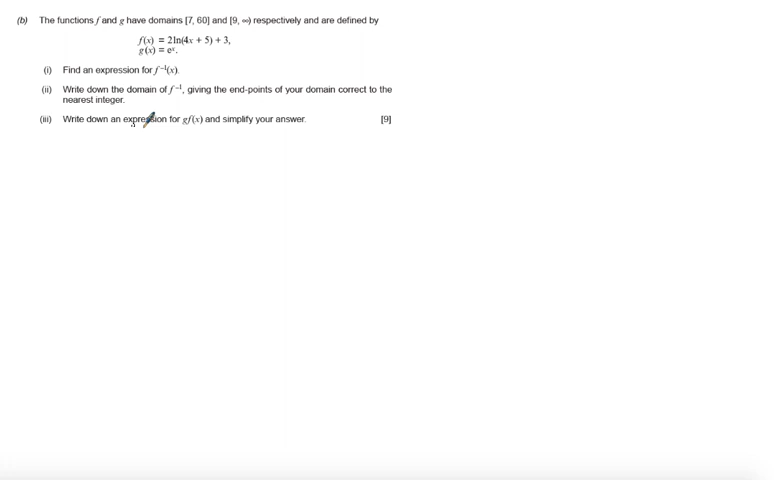 (b) The functions f and g have domains [7, 60] and [9, ∞) respectively and are defined by
f(x) = 2ln(4x + 5) + 3,
g(x) = eˣ.
(i) Find an expression for f⁻¹(x).
(ii) Write down the domain of f⁻¹, giving the end-points of your domain correct to the
nearest integer.
(iii) Write down an expression for gf(x) and simplify your answer. [9]